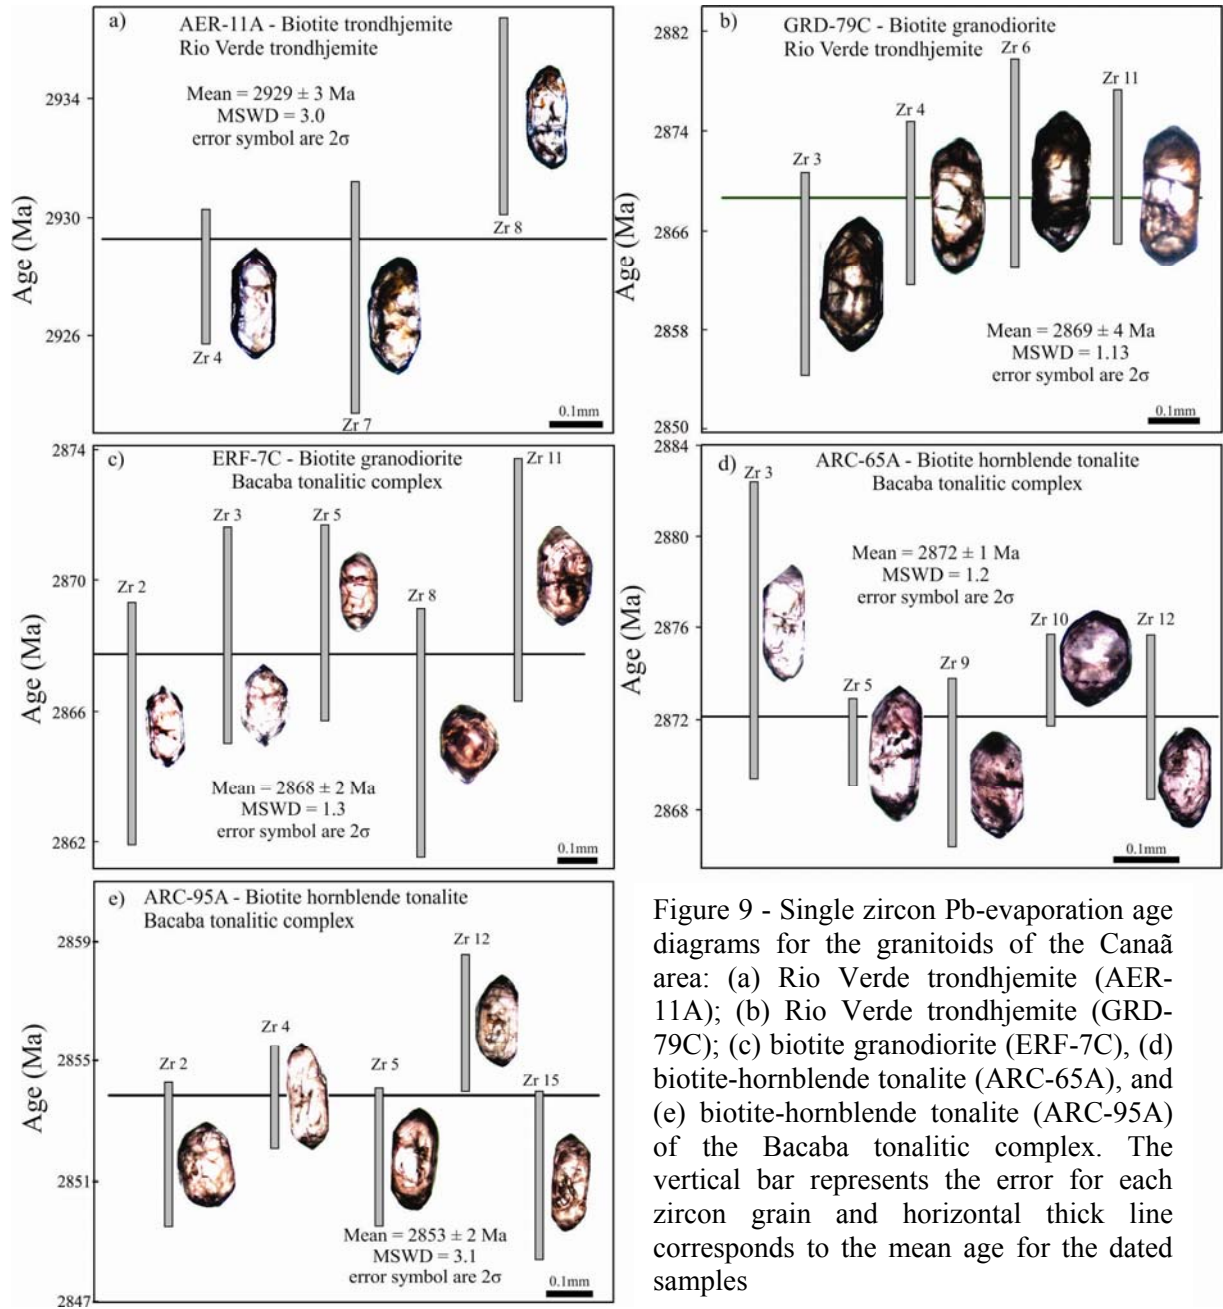 a)
AER-11A - Biotite trondhjemite
Rio Verde trondhjemite
Mean = 2929 ± 3 Ma
MSWD = 3.0
error symbol are 2σ
Age (Ma)
2934
2930
2926
Zr 4
Zr 7
Zr 8
0.1mm
b)
GRD-79C - Biotite granodiorite
Rio Verde trondhjemite
Age (Ma)
2882
2874
2866
2858
2850
Zr 3
Zr 4
Zr 6
Zr 11
Mean = 2869 ± 4 Ma
MSWD = 1.13
error symbol are 2σ
0.1mm
c)
ERF-7C - Biotite granodiorite
Bacaba tonalitic complex
Age (Ma)
2874
2870
2866
2862
Zr 2
Zr 3
Zr 5
Zr 8
Zr 11
Mean = 2868 ± 2 Ma
MSWD = 1.3
error symbol are 2σ
0.1mm
d)
ARC-65A - Biotite hornblende tonalite
Bacaba tonalitic complex
Age (Ma)
2884
2880
2876
2872
2868
Zr 3
Mean = 2872 ± 1 Ma
MSWD = 1.2
error symbol are 2σ
Zr 5
Zr 9
Zr 10
Zr 12
0.1mm
e)
ARC-95A - Biotite hornblende tonalite
Bacaba tonalitic complex
Age (Ma)
2859
2855
2851
2847
Zr 2
Zr 4
Zr 5
Zr 12
Zr 15
Mean = 2853 ± 2 Ma
MSWD = 3.1
error symbol are 2σ
0.1mm
Figure 9 - Single zircon Pb-evaporation age
diagrams for the granitoids of the Canaã
area: (a) Rio Verde trondhjemite (AER-
11A); (b) Rio Verde trondhjemite (GRD-
79C); (c) biotite granodiorite (ERF-7C), (d)
biotite-hornblende tonalite (ARC-65A), and
(e) biotite-hornblende tonalite (ARC-95A)
of the Bacaba tonalitic complex. The
vertical bar represents the error for each
zircon grain and horizontal thick line
corresponds to the mean age for the dated
samples